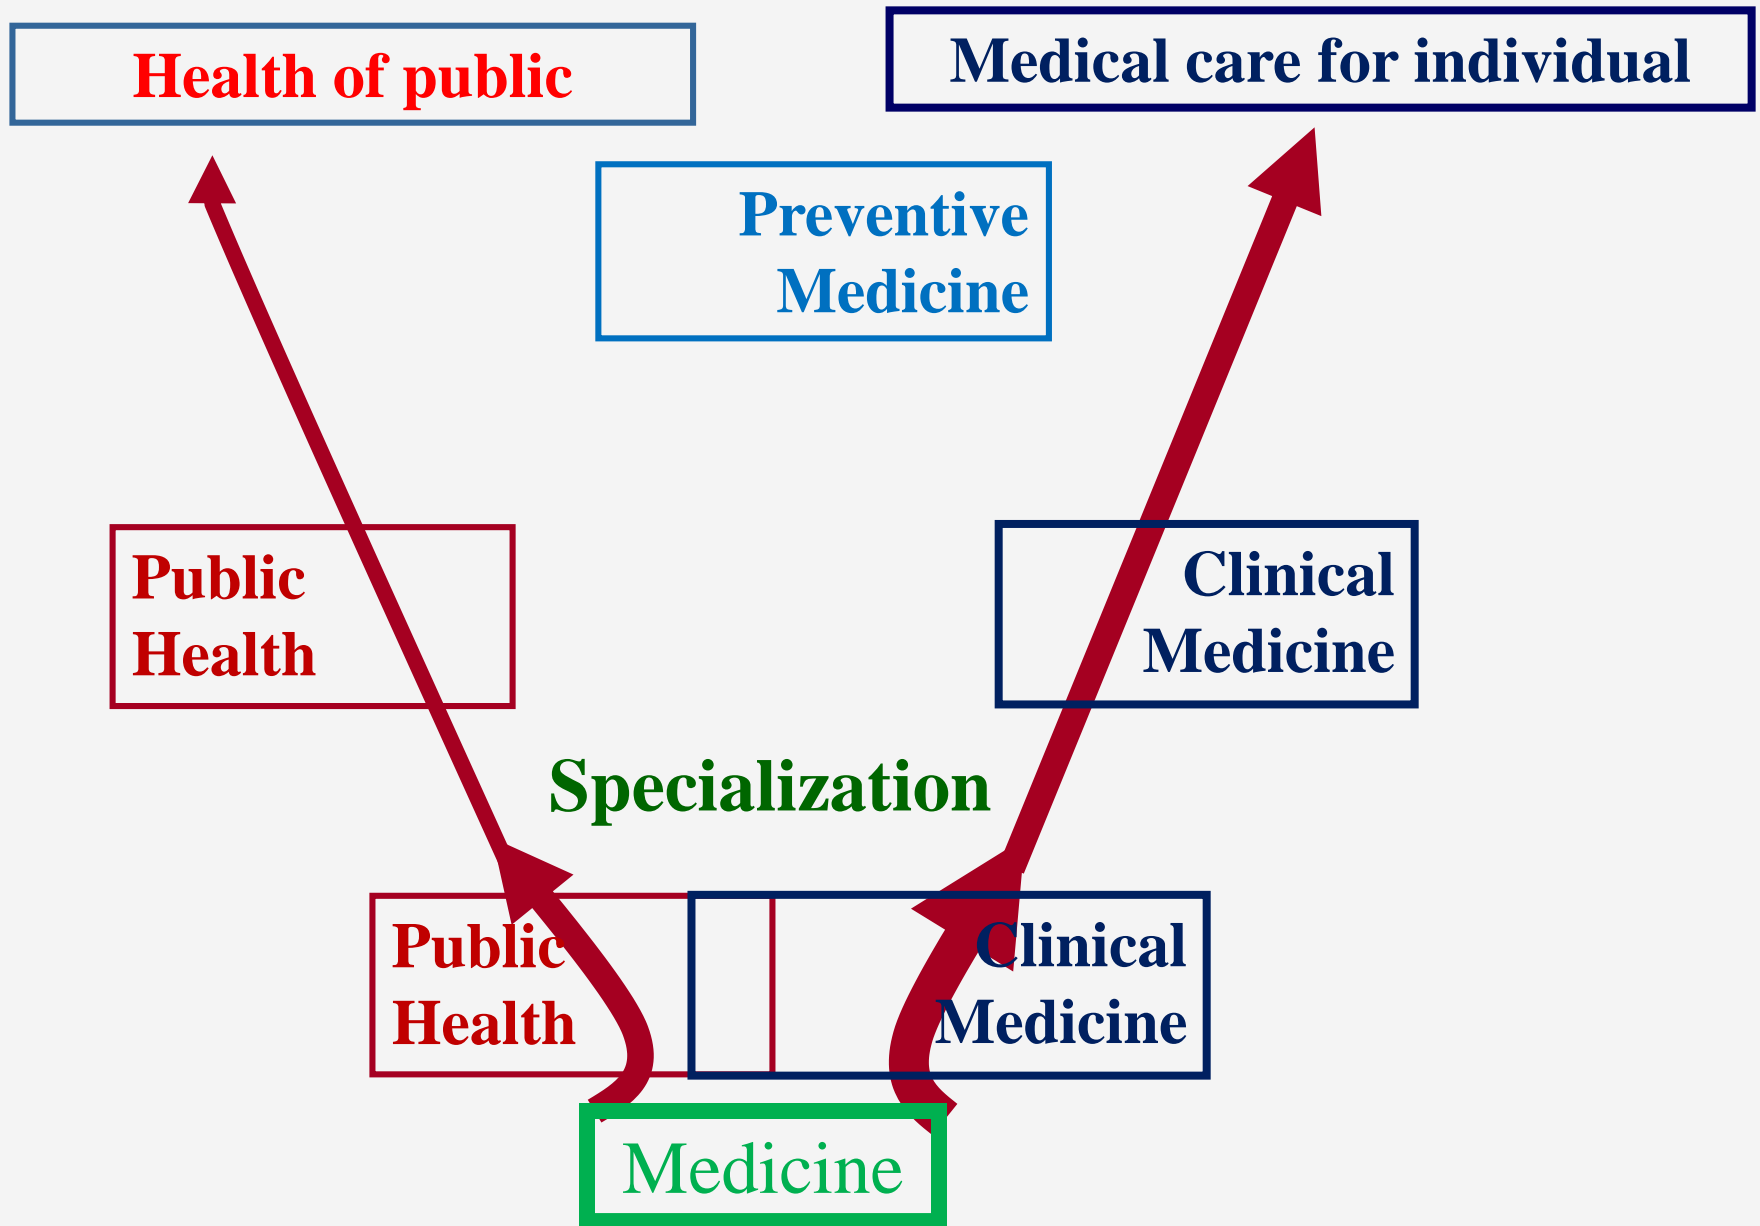 Health of public
Medical care for individual
Preventive
Medicine
Public
Health
Clinical
Medicine
Specialization
Public
Health
Clinical
Medicine
Medicine